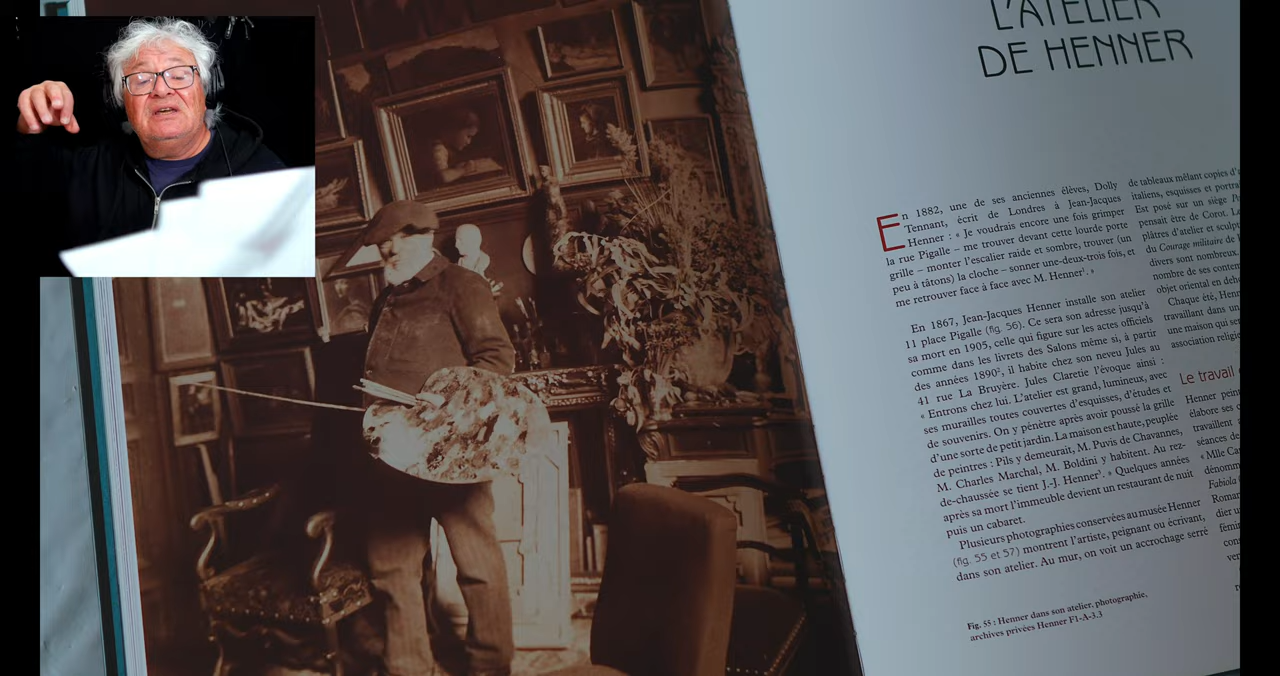 L'ATELIER
DE HENNER
En 1882, une de ses anciennes élèves, Dolly
Tennant, écrit de Londres à Jean-Jacques
Henner : « Je voudrais encore une fois grimper
la rue Pigalle – me trouver devant cette lourde porte
grille – monter l'escalier raide et sombre, trouver (un
peu à tâtons) la cloche – sonner une-deux-trois fois, et
me retrouver face à face avec M. Henner¹. »
En 1867, Jean-Jacques Henner installe son atelier
11 place Pigalle (fig. 56). Ce sera son adresse jusqu'à
sa mort en 1905, celle qui figure sur les actes officiels
comme dans les livrets des Salons même si, à partir
des années 1890², il habite chez son neveu Jules au
41 rue La Bruyère. Jules Claretie l'évoque ainsi :
« Entrons chez lui. L'atelier est grand, lumineux, avec
ses murailles toutes couvertes d'esquisses, d'études et
de souvenirs. On y pénètre après avoir poussé la grille
d'une sorte de petit jardin. La maison est haute, peuplée
de peintres : Pils y demeurait, M. Puvis de Chavannes,
M. Charles Marchal, M. Boldini y habitent. Au rez-
de-chaussée se tient J.-J. Henner³. » Quelques années
après sa mort l'immeuble devient un restaurant de nuit
puis un cabaret.
Plusieurs photographies conservées au musée Henner
(fig. 55 et 57) montrent l'artiste, peignant ou écrivant,
dans son atelier. Au mur, on voit un accrochage serré
Fig. 55 : Henner dans son atelier, photographie,
archives privées Henner F1-A-3.3
de tableaux mêlant copies d'
italiens, esquisses et portra
Est posé sur un siège
pensait être de Corot. L
plâtres d'atelier et sculpt
du Courage militaire de
divers sont nombreux.
nombre de ses conten
objet oriental en deh
Chaque été, Henn
travaillant dans un
une maison qui se
association religie
Le travail
Henner pein
élabore ses
travaillent
séances de
« Mlle Ca
dénomm
Fabiola
Roman
dier u
fémin
cons
ve